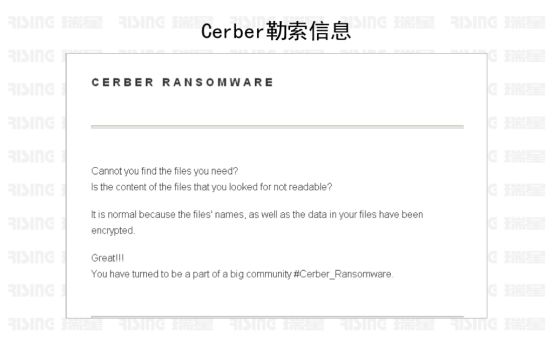 Cerber勒索信息
CERBER RANSOMWARE
Cannot you find the files you need?
Is the content of the files that you looked for not readable?
It is normal because the files' names, as well as the data in your files have been
encrypted.
Great!!!
You have turned to be a part of a big community #Cerber_Ransomware.
RISING 瑞星